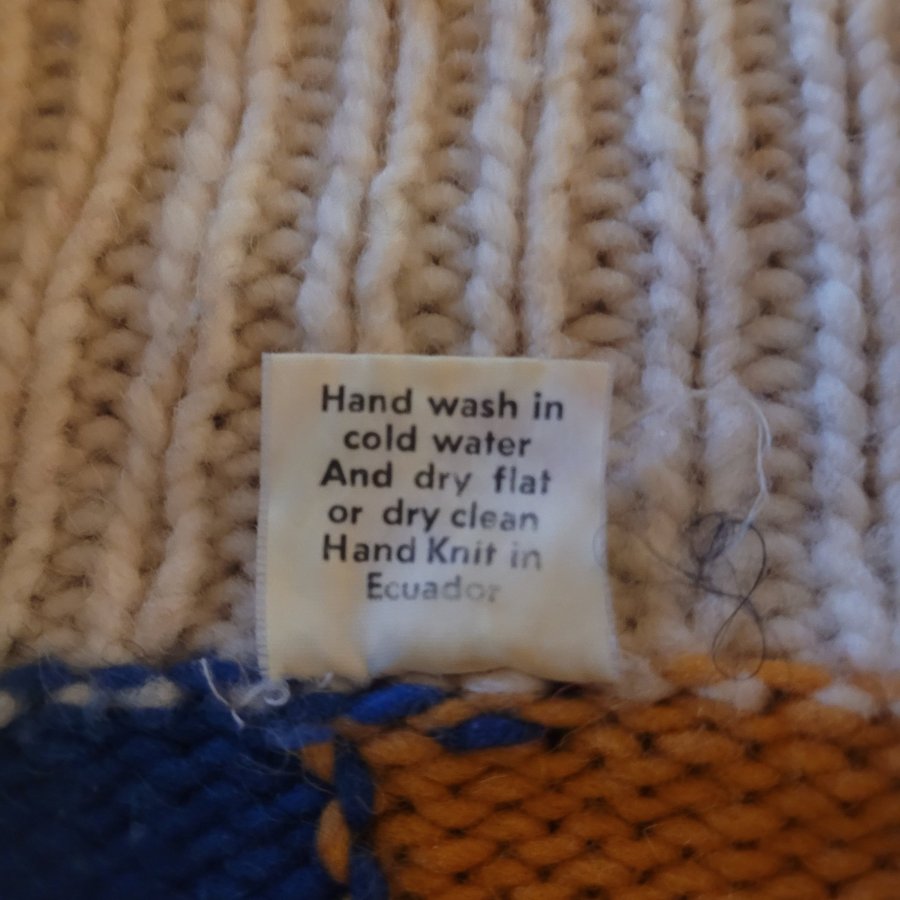 Hand wash in
cold water
And dry flat
or dry clean
Hand Knit in
Ecuador